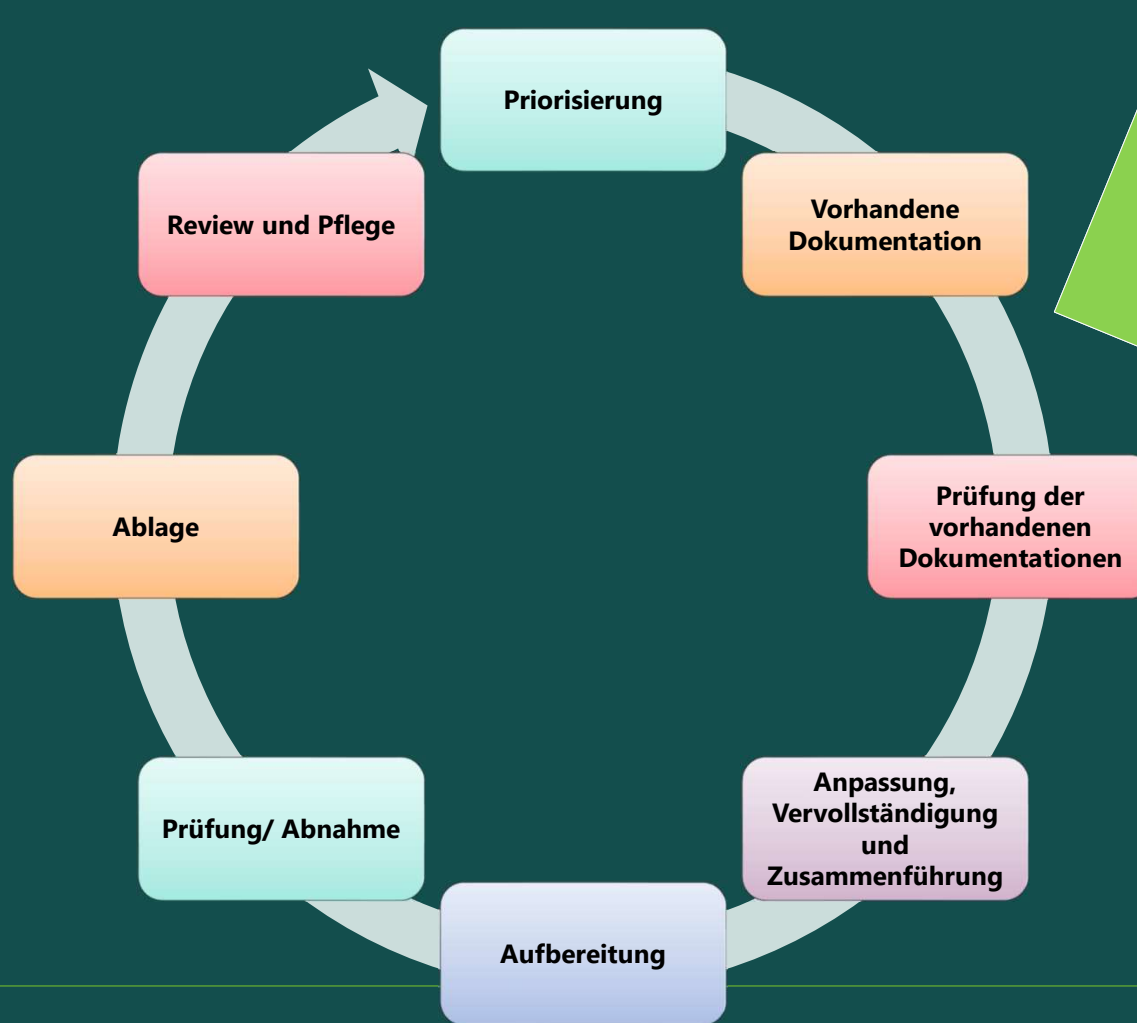 Priorisierung
Vorhandene
Dokumentation
Prüfung der
vorhandenen
Dokumentationen
Anpassung,
Vervollständigung
und
Zusammenführung
Aufbereitung
Prüfung/ Abnahme
Ablage
Review und Pflege